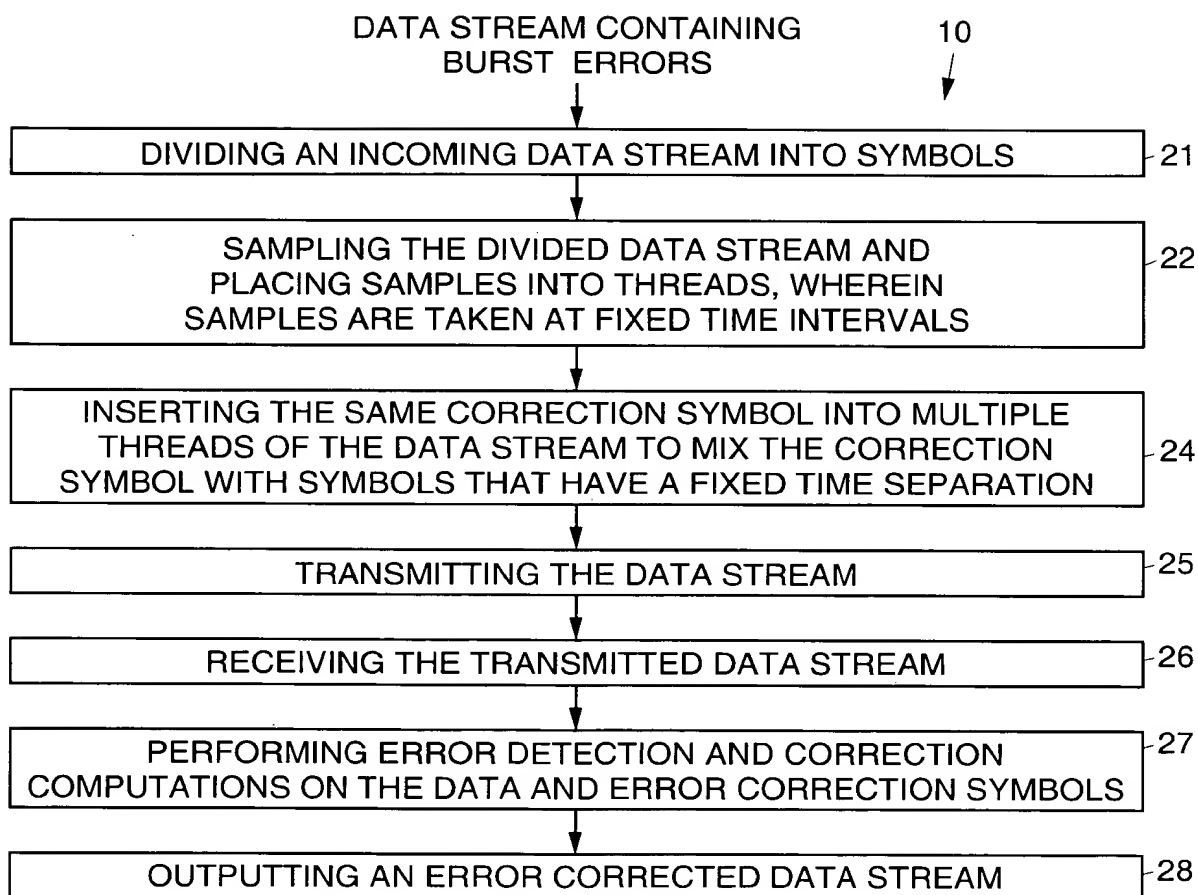 DATA STREAM CONTAINING
BURST ERRORS
10
DIVIDING AN INCOMING DATA STREAM INTO SYMBOLS
21
SAMPLING THE DIVIDED DATA STREAM AND
PLACING SAMPLES INTO THREADS, WHEREIN
SAMPLES ARE TAKEN AT FIXED TIME INTERVALS
22
INSERTING THE SAME CORRECTION SYMBOL INTO MULTIPLE
THREADS OF THE DATA STREAM TO MIX THE CORRECTION
SYMBOL WITH SYMBOLS THAT HAVE A FIXED TIME SEPARATION
24
TRANSMITTING THE DATA STREAM
25
RECEIVING THE TRANSMITTED DATA STREAM
26
PERFORMING ERROR DETECTION AND CORRECTION
COMPUTATIONS ON THE DATA AND ERROR CORRECTION SYMBOLS
27
OUTPUTTING AN ERROR CORRECTED DATA STREAM
28